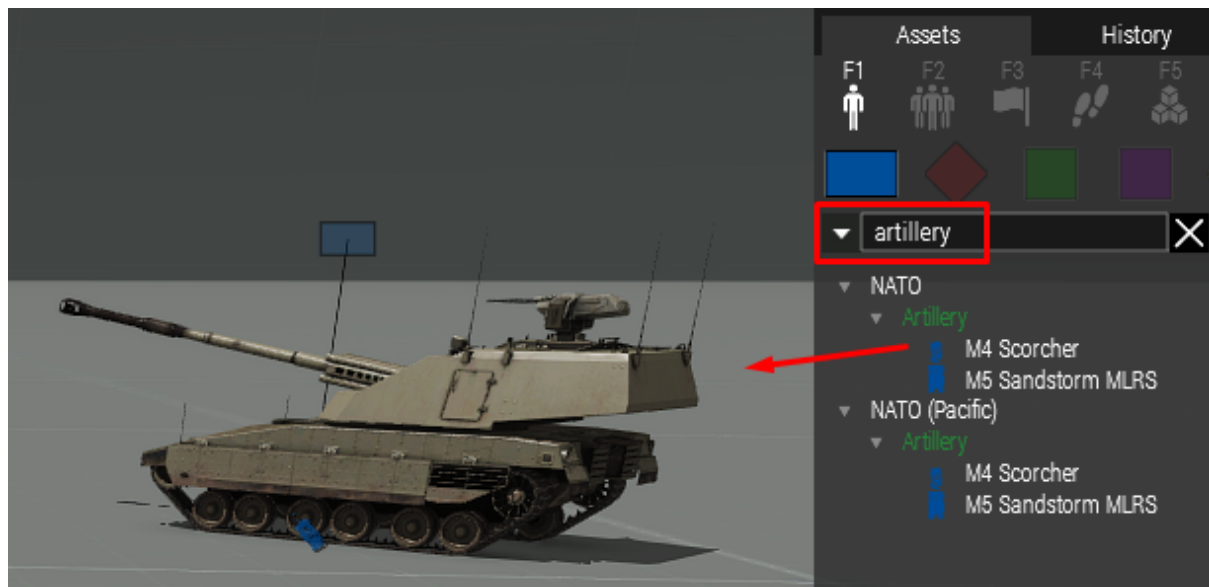 Assets History
F1 F2 F3 F4 F5
artillery
NATO
Artillery
M4 Scorcher
M5 Sandstorm MLRS
NATO (Pacific)
Artillery
M4 Scorcher
M5 Sandstorm MLRS